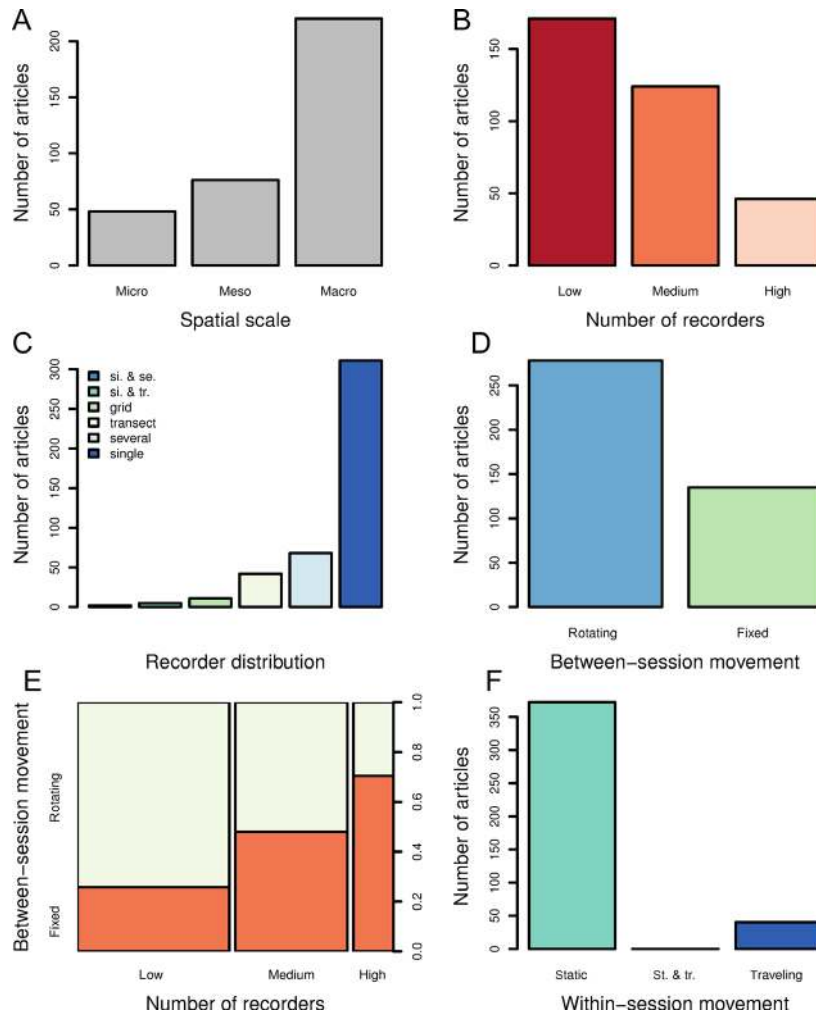 A
Number of articles
0
50
100
150
200
Micro Meso Macro
Spatial scale
B
Number of articles
0
50
100
150
Low Medium High
Number of recorders
C
Number of articles
0
50
100
150
200
250
300
si. & se.
si. & tr.
grid
transect
several
single
Recorder distribution
D
Number of articles
0
50
100
150
200
250
Rotating Fixed
Between-session movement
E
Between-session movement
Fixed Rotating
0.0
0.2
0.4
0.6
0.8
1.0
Low Medium High
Number of recorders
F
Number of articles
0
50
100
150
200
250
300
350
Static St. & tr. Traveling
Within-session movement